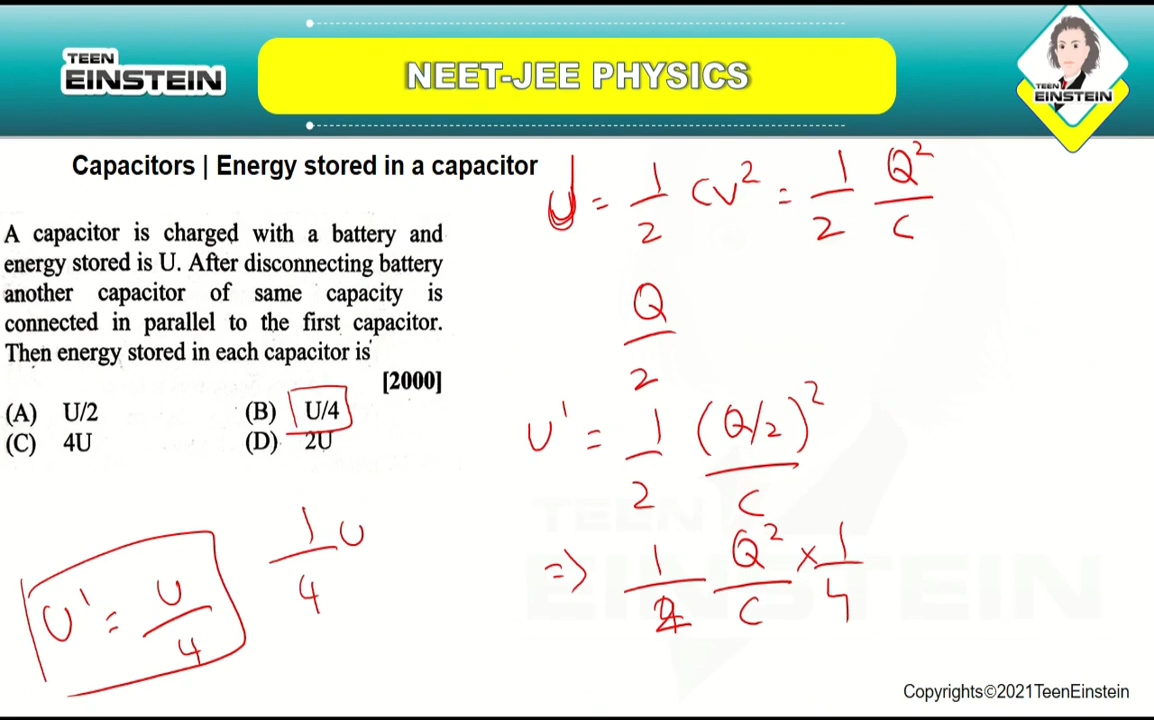 TEEN
EINSTEIN
NEET-JEE PHYSICS
TEEN
EINSTEIN
Capacitors | Energy stored in a capacitor
A capacitor is charged with a battery and
energy stored is U. After disconnecting battery
another capacitor of same capacity is
connected in parallel to the first capacitor.
Then energy stored in each capacitor is
[2000]
(A) U/2 (B) U/4
(C) 4U (D) 2U
U = 1/2 CV² = 1/2 Q²/C
Q/2
U' = 1/2 (Q/2)²/C
=> 1/2 Q²/C × 1/4
1/4 U
U' = U/4
TEEN
EINSTEIN
Copyrights©2021TeenEinstein